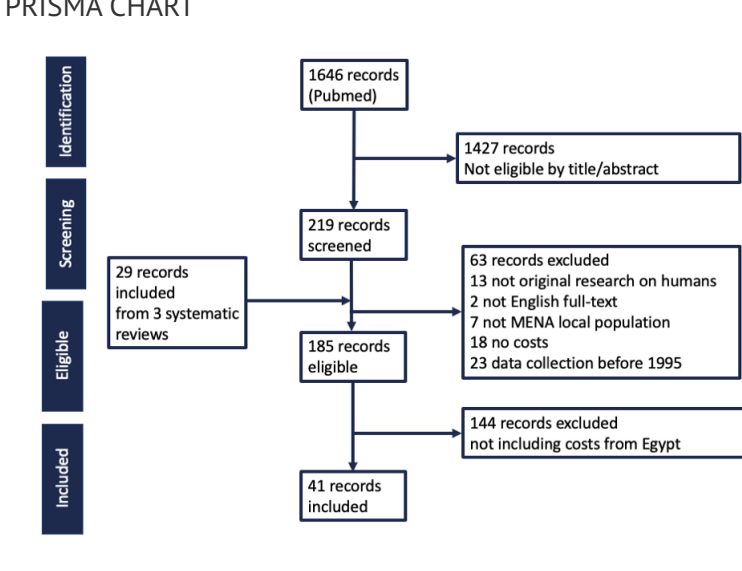 PRISMA CHART
Identification
1646 records
(Pubmed)
1427 records
Not eligible by title/abstract
Screening
219 records
screened
29 records
included
from 3 systematic
reviews
63 records excluded
13 not original research on humans
2 not English full-text
7 not MENA local population
18 no costs
23 data collection before 1995
Eligible
185 records
eligible
144 records excluded
not including costs from Egypt
Included
41 records
included